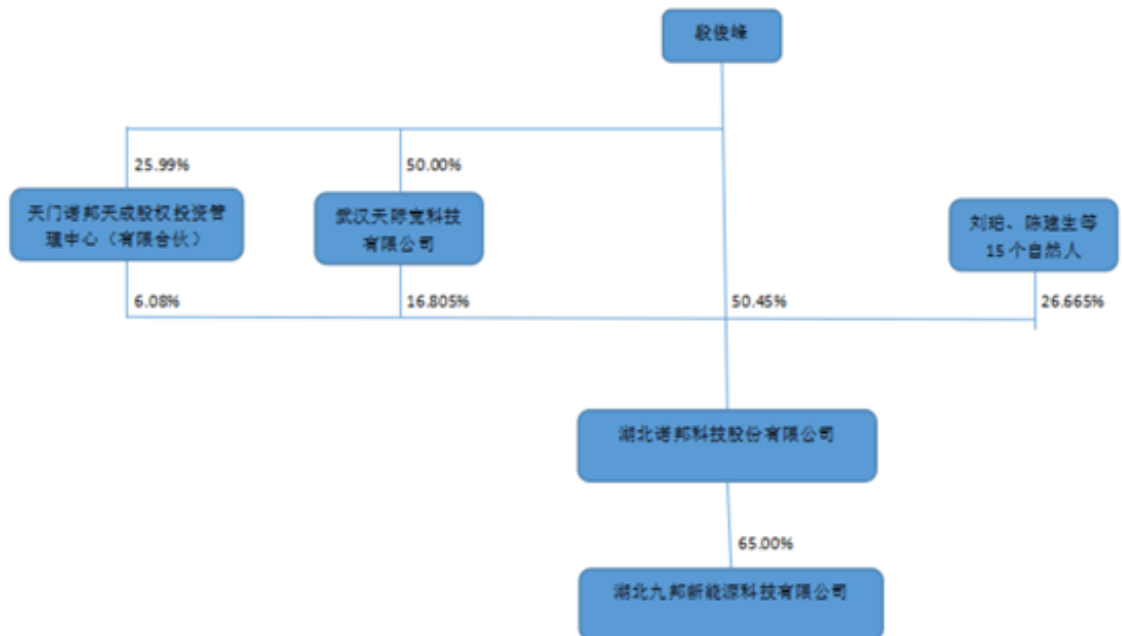 段俊峰
25.99%
50.00%
天门诺邦天成股权投资管
理中心（有限合伙）
武汉天际宽科技
有限公司
刘珀、陈建生等
15个自然人
6.08%
16.805%
50.45%
26.665%
湖北诺邦科技股份有限公司
65.00%
湖北九邦新能源科技有限公司